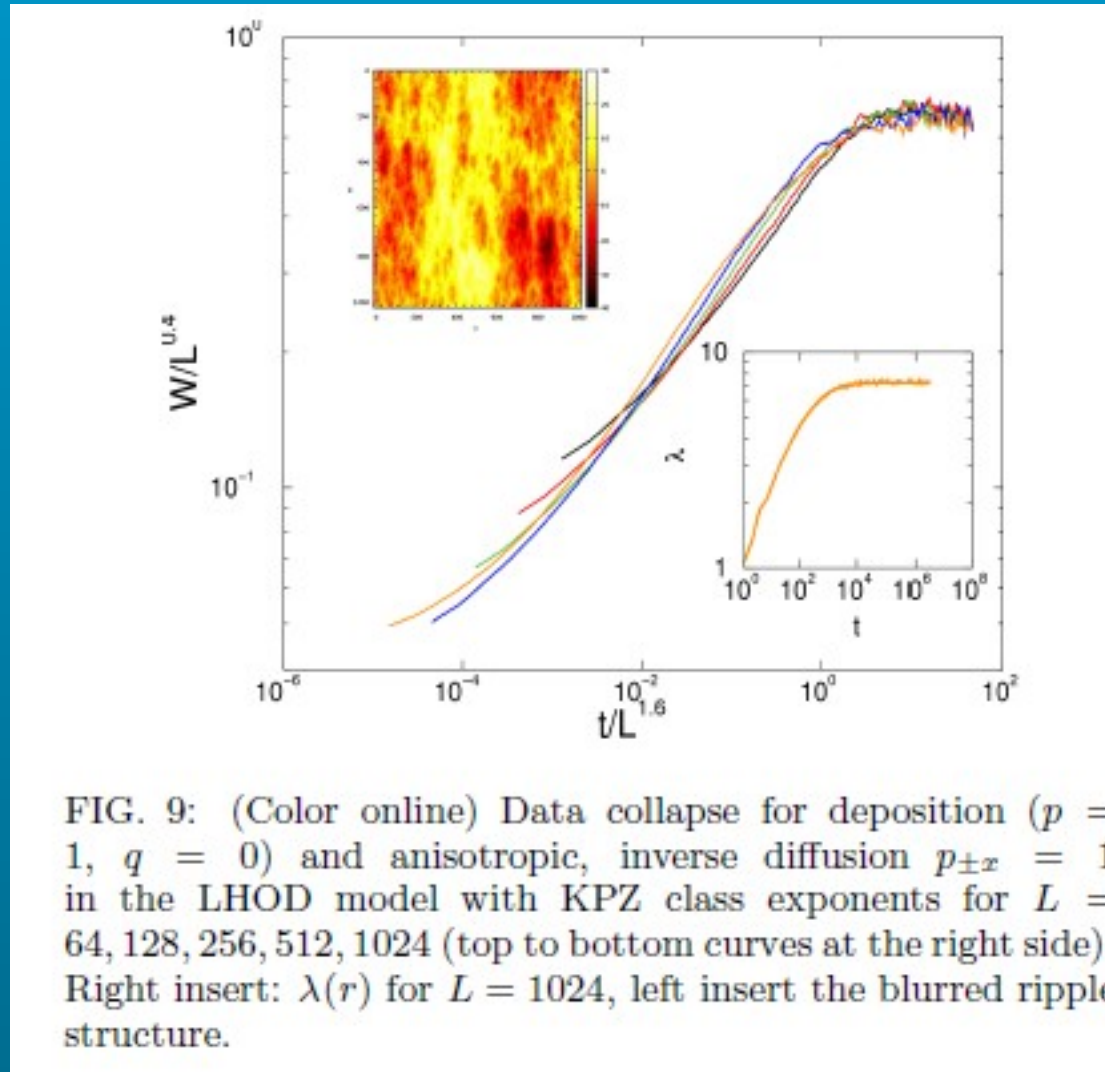 10⁰
W/L^0.4
10⁻¹
10
λ
1
10⁰ 10² 10⁴ 10⁶ 10⁸
t
10⁻⁶ 10⁻⁴ 10⁻² 10⁰ 10²
t/L^1.6
FIG. 9: (Color online) Data collapse for deposition (p =
1, q = 0) and anisotropic, inverse diffusion p±x = 1
in the LHOD model with KPZ class exponents for L =
64, 128, 256, 512, 1024 (top to bottom curves at the right side)
Right insert: λ(r) for L = 1024, left insert the blurred ripple
structure.